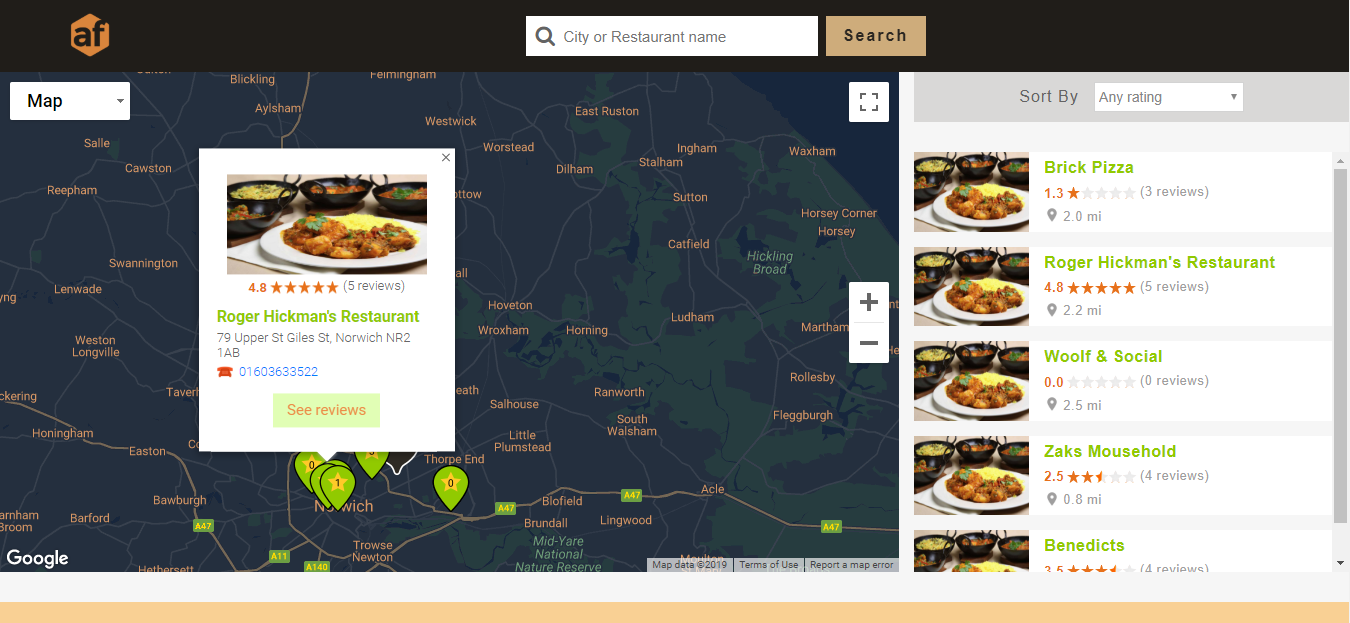 af
City or Restaurant name
Search
Map
Felmingham
Blickling
Aylsham
East Ruston
Westwick
Salle
Worstead
Ingham
Waxham
Stalham
Cawston
Dilham
Reepham
Sutton
Horsey Corner
Horsey
Catfield
Hickling
Broad
Swannington
Lenwade
Hoveton
Ludham
Wroxham
Horning
Weston
Longville
Rollesby
Ranworth
Salhouse
South
Walsham
Fleggburgh
Honingham
Little
Plumstead
Easton
Thorpe End
Acle
Bawburgh
Norwich
Blofield
A47
A47
Barford
A47
Brundall
Lingwood
A47
Trowse
Newton
Mid-Yare
National
Nature Reserve
A11
A140
Hethersett
4.8 (5 reviews)
Roger Hickman's Restaurant
79 Upper St Giles St, Norwich NR2
1AB
01603633522
See reviews
0
1
0
Google
Map data ©2019
Terms of Use
Report a map error
Sort By
Any rating
Brick Pizza
1.3 (3 reviews)
2.0 mi
Roger Hickman's Restaurant
4.8 (5 reviews)
2.2 mi
Woolf & Social
0.0 (0 reviews)
2.5 mi
Zaks Mousehold
2.5 (4 reviews)
0.8 mi
Benedicts
3.5 (4 reviews)